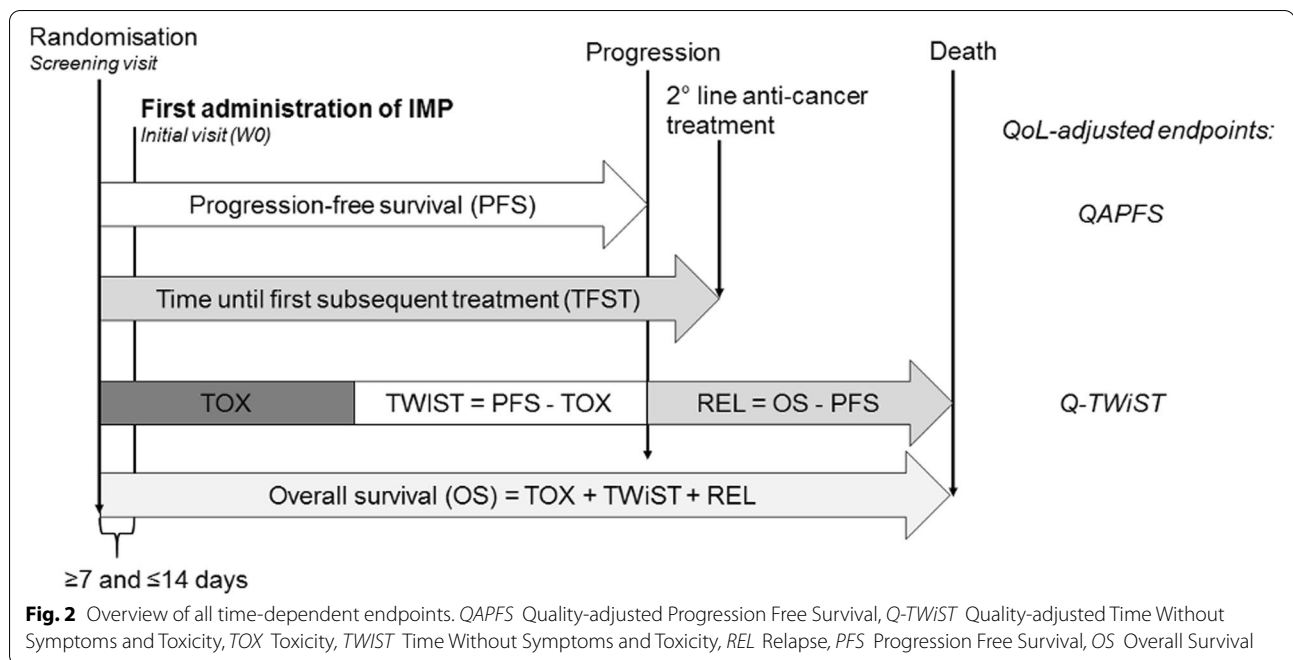 Randomisation
Screening visit
Progression
Death
First administration of IMP
Initial visit (W0)
2° line anti-cancer
treatment
QoL-adjusted endpoints:
Progression-free survival (PFS)
QAPFS
Time until first subsequent treatment (TFST)
TOX
TWIST = PFS - TOX
REL = OS - PFS
Q-TWiST
Overall survival (OS) = TOX + TWiST + REL
≥7 and ≤14 days
Fig. 2 Overview of all time-dependent endpoints. QAPFS Quality-adjusted Progression Free Survival, Q-TWiST Quality-adjusted Time Without
Symptoms and Toxicity, TOX Toxicity, TWIST Time Without Symptoms and Toxicity, REL Relapse, PFS Progression Free Survival, OS Overall Survival